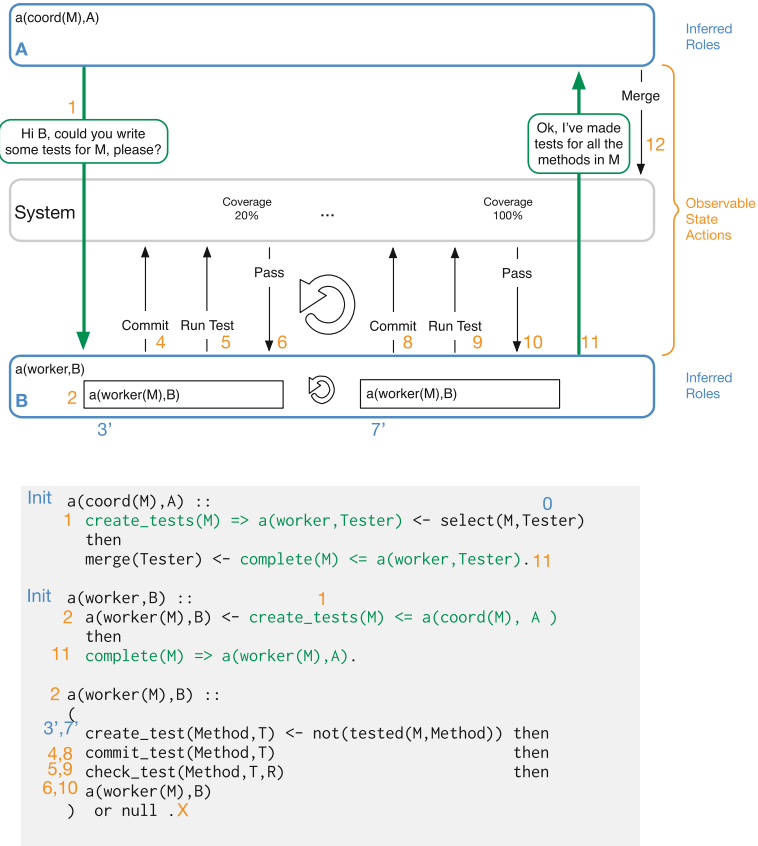 a(coord(M),A)
A
Inferred
Roles
1
Hi B, could you write
some tests for M, please?
Ok, I've made
tests for all the
methods in M
Merge
12
System
Coverage
20%
...
Coverage
100%
Observable
State
Actions
Pass
Pass
Commit
Run Test
Commit
Run Test
4
5
6
8
9
10
11
a(worker,B)
B
2
a(worker(M),B)
a(worker(M),B)
Inferred
Roles
3'
7'
Init a(coord(M),A) :: 0
1 create_tests(M) => a(worker,Tester) <- select(M,Tester)
then
merge(Tester) <- complete(M) <= a(worker,Tester). 11
Init a(worker,B) :: 1
2 a(worker(M),B) <- create_tests(M) <= a(coord(M), A )
then
11 complete(M) => a(worker(M),A).
2 a(worker(M),B) ::
(
3',7' create_test(Method,T) <- not(tested(M,Method)) then
4,8 commit_test(Method,T) then
5,9 check_test(Method,T,R) then
6,10 a(worker(M),B)
) or null .X